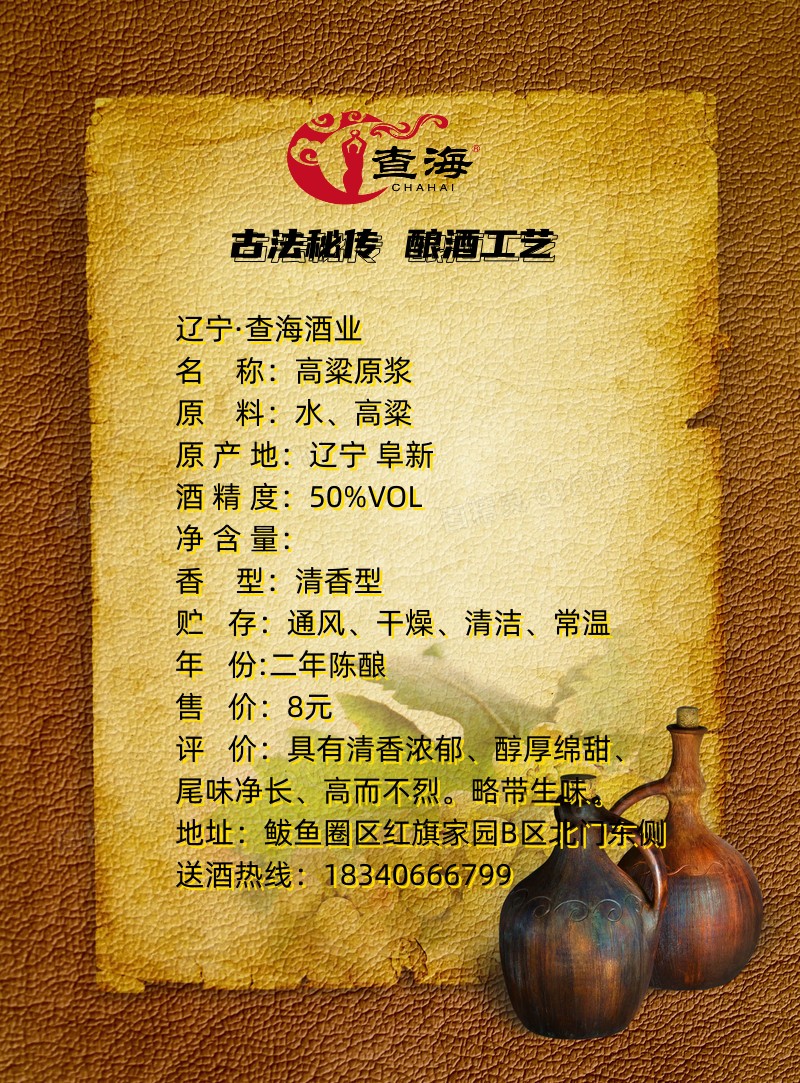 查海®
CHAHAI
古法秘传 酿酒工艺
辽宁·查海酒业
名 称：高粱原浆
原 料：水、高粱
原 产 地：辽宁 阜新
酒 精 度：50%VOL
净 含 量：
香 型：清香型
贮 存：通风、干燥、清洁、常温
年 份:二年陈酿
售 价：8元
评 价：具有清香浓郁、醇厚绵甜、
尾味净长、高而不烈。略带生味。
地址：鲅鱼圈区红旗家园B区北门东侧
送酒热线：18340666799